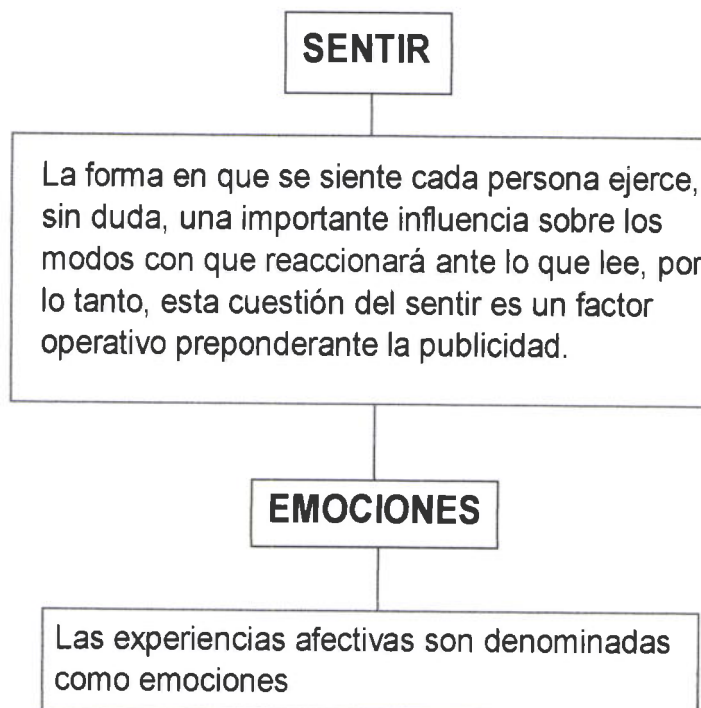 SENTIR
La forma en que se siente cada persona ejerce,
sin duda, una importante influencia sobre los
modos con que reaccionará ante lo que lee, por
lo tanto, esta cuestión del sentir es un factor
operativo preponderante la publicidad.
EMOCIONES
Las experiencias afectivas son denominadas
como emociones